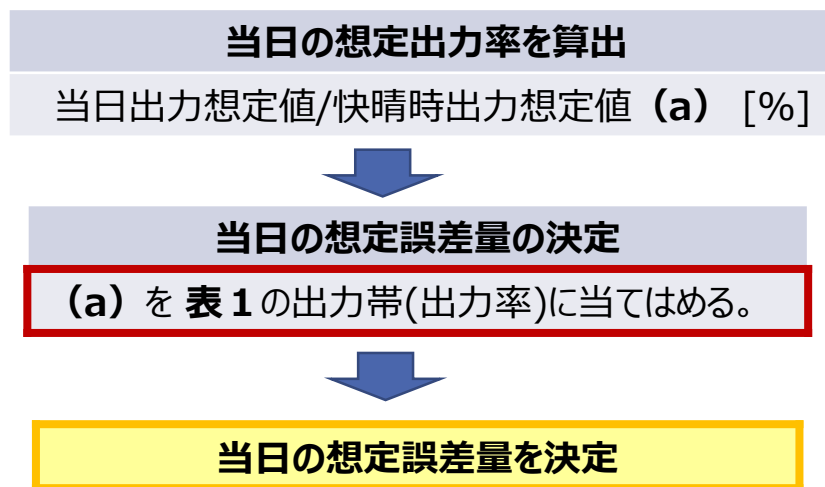 当日の想定出力率を算出
当日出力想定値/快晴時出力想定値（a） [%]
当日の想定誤差量の決定
（a）を 表１の出力帯(出力率)に当てはめる。
当日の想定誤差量を決定